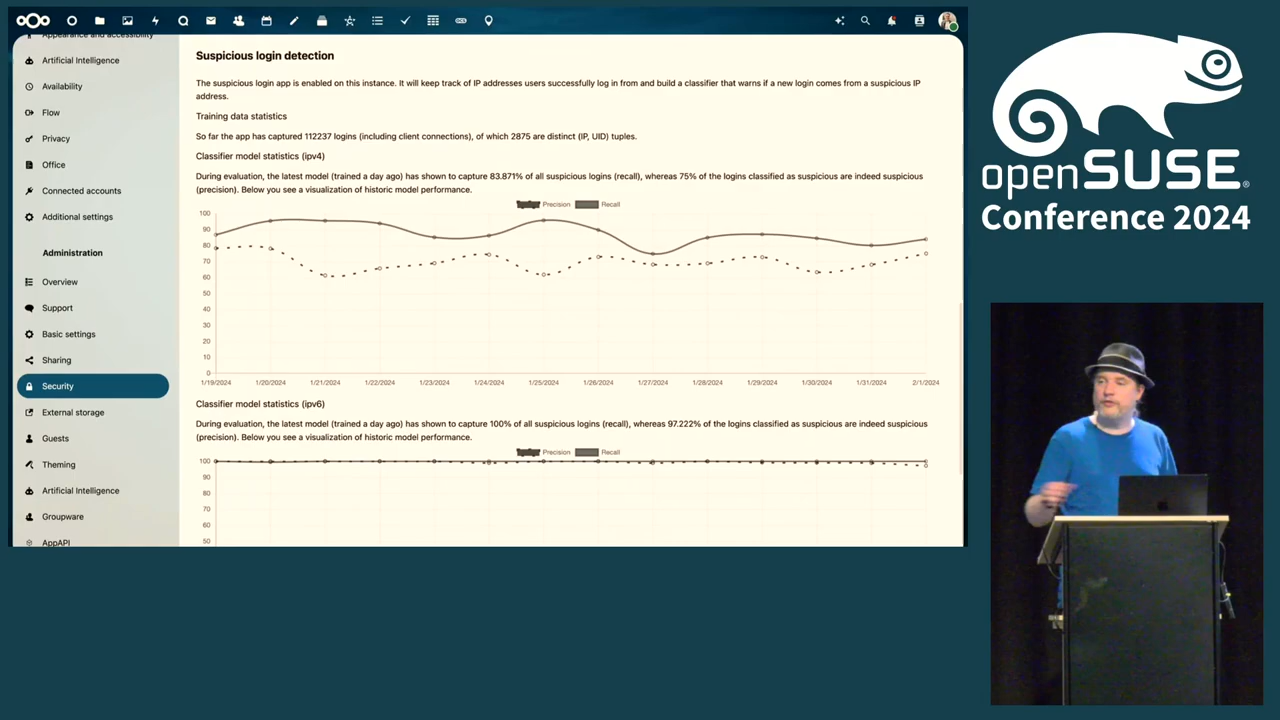 Appearance and accessibility
Artificial Intelligence
Availability
Flow
Privacy
Office
Connected accounts
Additional settings
Administration
Overview
Support
Basic settings
Sharing
Security
External storage
Guests
Theming
Artificial Intelligence
Groupware
AppAPI
Suspicious login detection
The suspicious login app is enabled on this instance. It will keep track of IP addresses users successfully log in from and build a classifier that warns if a new login comes from a suspicious IP
address.
Training data statistics
So far the app has captured 112237 logins (including client connections), of which 2875 are distinct (IP, UID) tuples.
Classifier model statistics (ipv4)
During evaluation, the latest model (trained a day ago) has shown to capture 83.871% of all suspicious logins (recall), whereas 75% of the logins classified as suspicious are indeed suspicious
(precision). Below you see a visualization of historic model performance.
Precision Recall
100
90
80
70
60
50
40
30
20
10
0
1/19/2024 1/20/2024 1/21/2024 1/22/2024 1/23/2024 1/24/2024 1/25/2024 1/26/2024 1/27/2024 1/28/2024 1/29/2024 1/30/2024 1/31/2024 2/1/2024
Classifier model statistics (ipv6)
During evaluation, the latest model (trained a day ago) has shown to capture 100% of all suspicious logins (recall), whereas 97.222% of the logins classified as suspicious are indeed suspicious
(precision). Below you see a visualization of historic model performance.
Precision Recall
100
90
80
70
60
50
openSUSE®
Conference 2024